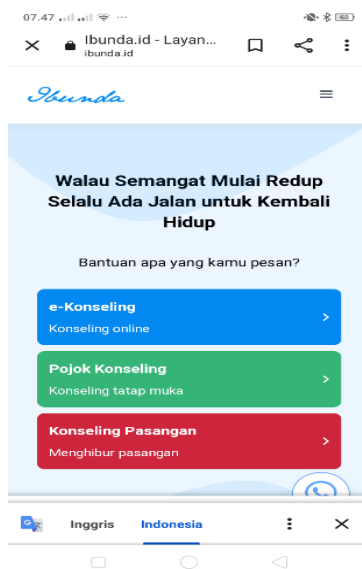 07.47
Ibunda.id - Layan...
ibunda.id
Ibunda
Walau Semangat Mulai Redup
Selalu Ada Jalan untuk Kembali
Hidup
Bantuan apa yang kamu pesan?
e-Konseling
Konseling online
Pojok Konseling
Konseling tatap muka
Konseling Pasangan
Menghibur pasangan
Inggris Indonesia